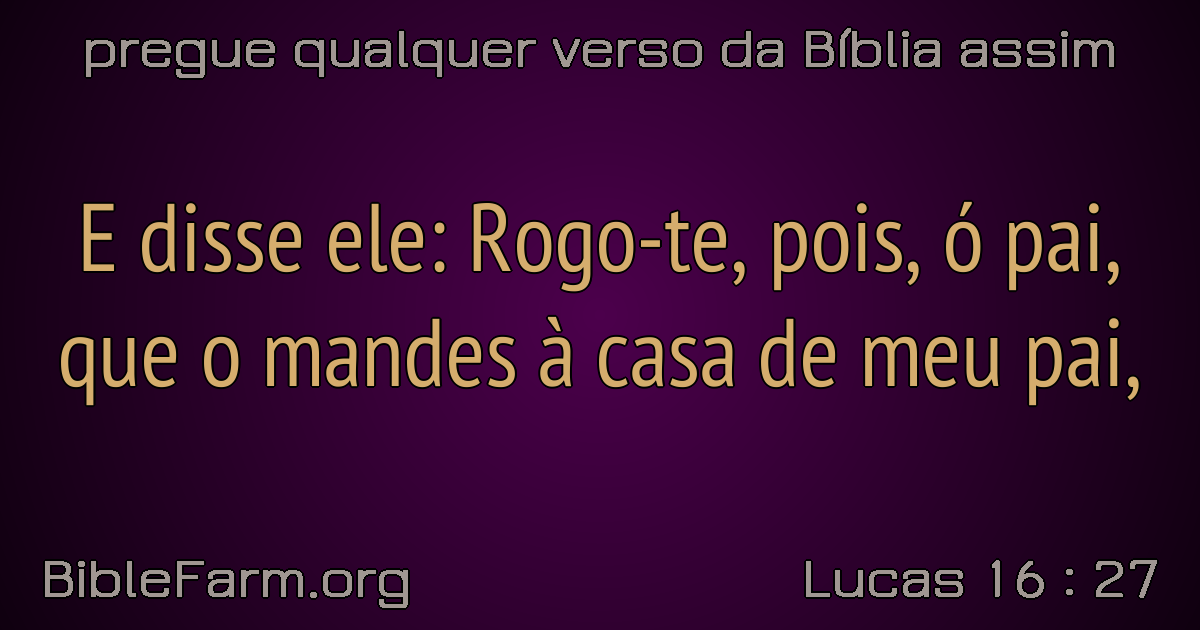 pregue qualquer verso da Bíblia assim
E disse ele: Rogo-te, pois, ó pai,
que o mandes à casa de meu pai,
BibleFarm.org
Lucas 16 : 27